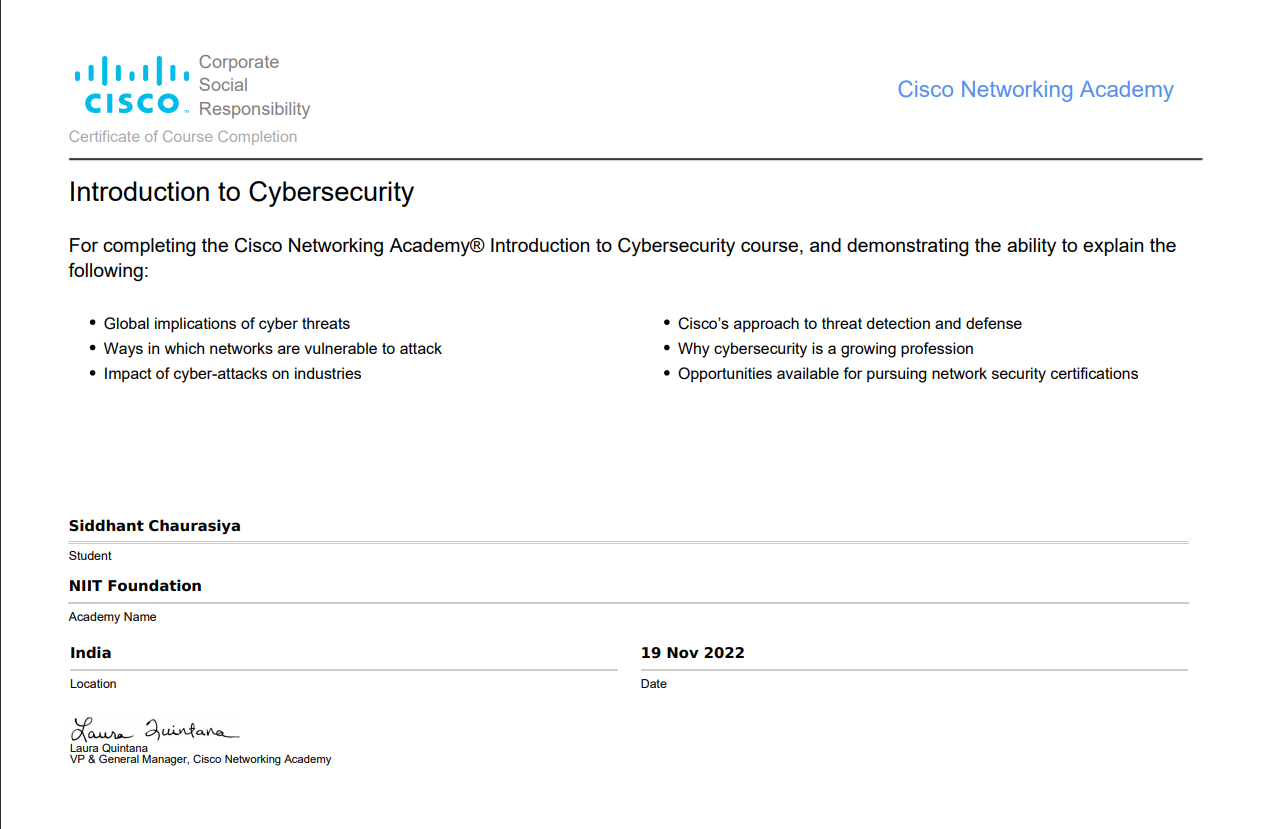 Corporate
Social
Responsibility
CISCO™
Certificate of Course Completion
Cisco Networking Academy
Introduction to Cybersecurity
For completing the Cisco Networking Academy® Introduction to Cybersecurity course, and demonstrating the ability to explain the
following:
• Global implications of cyber threats
• Ways in which networks are vulnerable to attack
• Impact of cyber-attacks on industries
• Cisco’s approach to threat detection and defense
• Why cybersecurity is a growing profession
• Opportunities available for pursuing network security certifications
Siddhant Chaurasiya
Student
NIIT Foundation
Academy Name
India
Location
19 Nov 2022
Date
Laura Quintana
Laura Quintana
VP & General Manager, Cisco Networking Academy